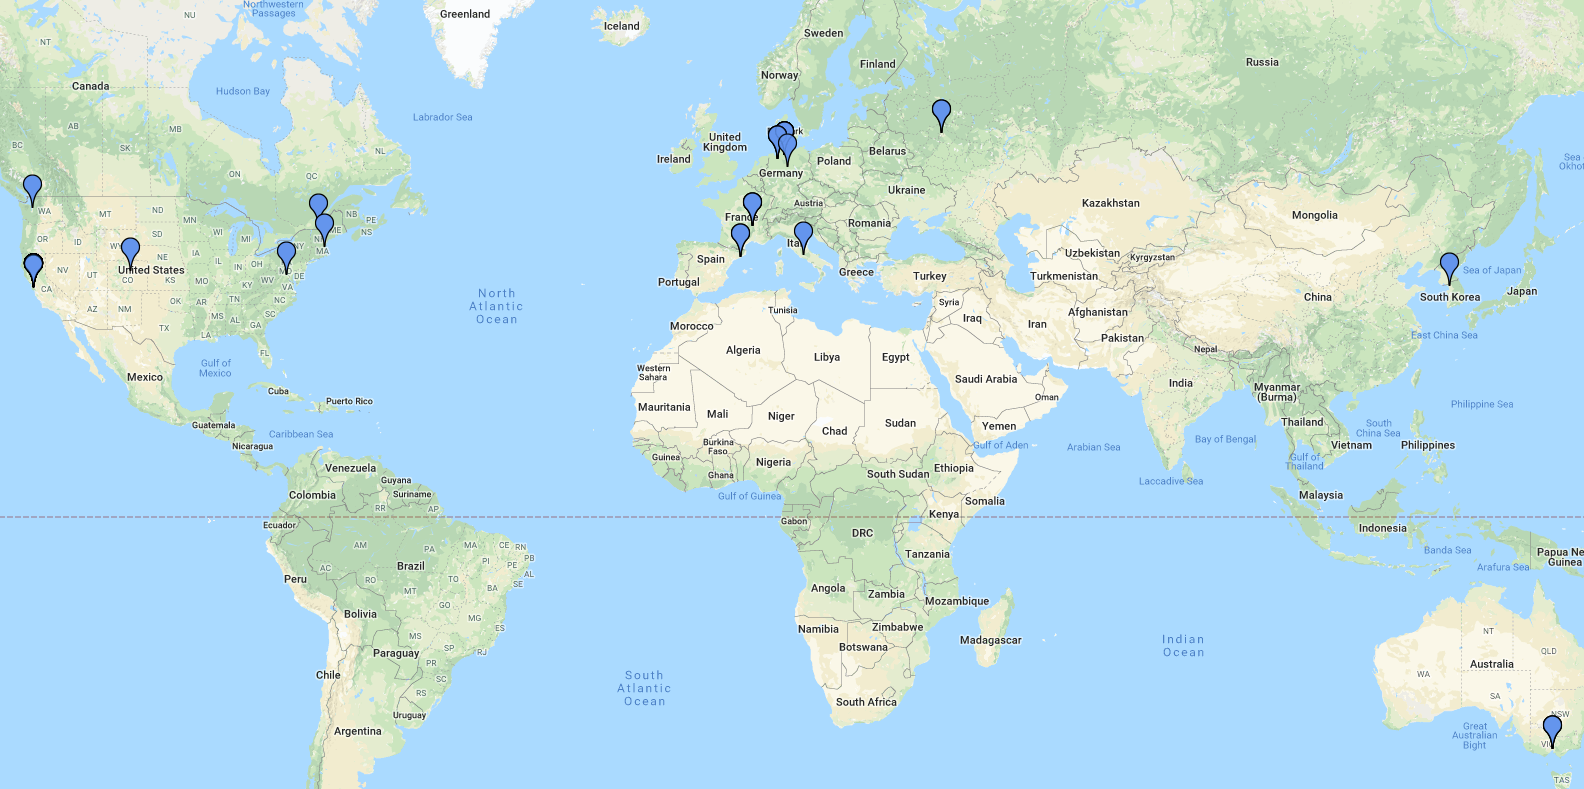 Northwestern
Passages
Greenland
Iceland
Sweden
Finland
Norway
Russia
NT
NU
Canada
Hudson Bay
Labrador Sea
AB
MB
BC
SK
NL
ON
QC
United
Kingdom
Ireland
Belarus
Poland
Germany
Ukraine
Austria
France
Romania
Kazakhstan
Mongolia
Sea of
Okhot
WA
MT
ND
MN
NB
PE
ME
NS
OR
ID
SD
WY
NE
IA
IL
IN
OH
NY
MA
NV
UT
CO
United States
KS
MO
KY
WV
VA
DE
CA
AZ
NM
OK
AR
TN
NC
TX
MS
AL
SC
GA
LA
FL
Spain
Portugal
Greece
Turkey
Uzbekistan
Kyrgyzstan
Turkmenistan
China
Sea of Japan
South Korea
Japan
North
Atlantic
Ocean
Tunisia
Morocco
Syria
Iraq
Iran
Afghanistan
Pakistan
East China Sea
Algeria
Libya
Egypt
Nepal
Gulf of
Mexico
Mexico
Western
Sahara
Saudi Arabia
India
Myanmar
(Burma)
Cuba
Puerto Rico
Oman
Philippine Sea
Mauritania
Mali
Niger
Chad
Sudan
Yemen
Thailand
South
China Sea
Guatemala
Caribbean Sea
Nicaragua
Burkina
Faso
Gulf of Aden
Arabian Sea
Bay of Bengal
Vietnam
Philippines
Guinea
Nigeria
Gulf of
Thailand
Venezuela
Ghana
South Sudan
Ethiopia
Laccadive Sea
Guyana
Suriname
Colombia
Gulf of Guinea
Somalia
Malaysia
RR
AP
Ecuador
Gabon
Kenya
Indonesia
DRC
AM
PA
MA
CE
RN
PB
PE
AL
SE
PI
Tanzania
Banda Sea
Papua Ne
Guinea
Arafura Sea
Peru
AC
RO
Brazil
TO
BA
MT
Angola
Zambia
Mozambique
GO
Bolivia
MG
ES
Namibia
Zimbabwe
Madagascar
Indian
Ocean
NT
QLD
MS
SP
RJ
Botswana
Paraguay
PR
Australia
Chile
SC
South
Atlantic
Ocean
WA
SA
RS
South Africa
Uruguay
NSW
Argentina
Great
Australian
Bight
TAS